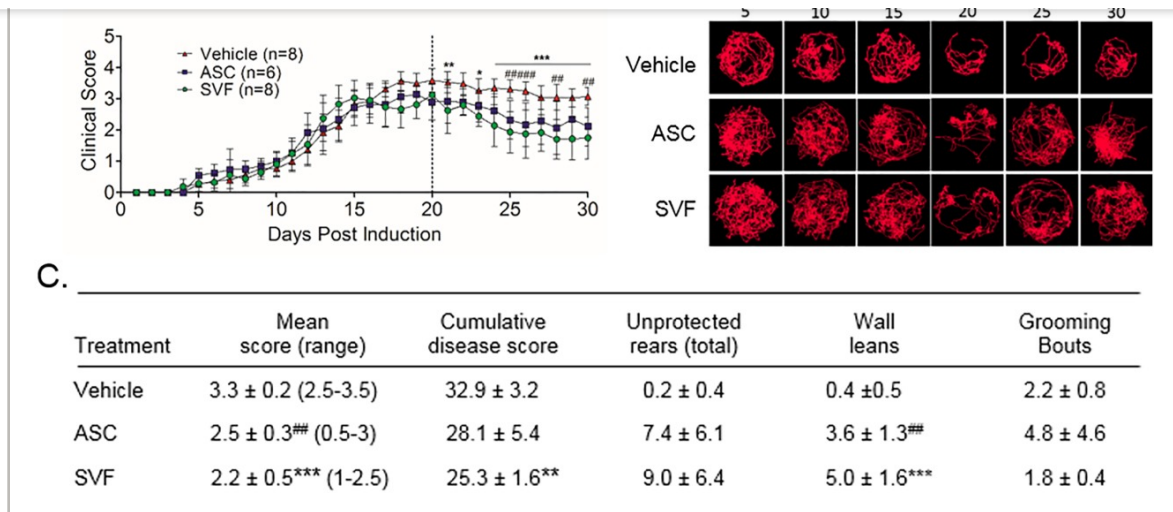 5
4
3
2
1
0
Clinical Score
Vehicle (n=8)
ASC (n=6)
SVF (n=8)
**
*
***
#####
##
##
0 5 10 15 20 25 30
Days Post Induction
5 10 15 20 25 30
Vehicle
ASC
SVF
C.
Treatment Mean score (range) Cumulative disease score Unprotected rears (total) Wall leans Grooming Bouts
Vehicle 3.3 ± 0.2 (2.5-3.5) 32.9 ± 3.2 0.2 ± 0.4 0.4 ±0.5 2.2 ± 0.8
ASC 2.5 ± 0.3## (0.5-3) 28.1 ± 5.4 7.4 ± 6.1 3.6 ± 1.3## 4.8 ± 4.6
SVF 2.2 ± 0.5*** (1-2.5) 25.3 ± 1.6** 9.0 ± 6.4 5.0 ± 1.6*** 1.8 ± 0.4